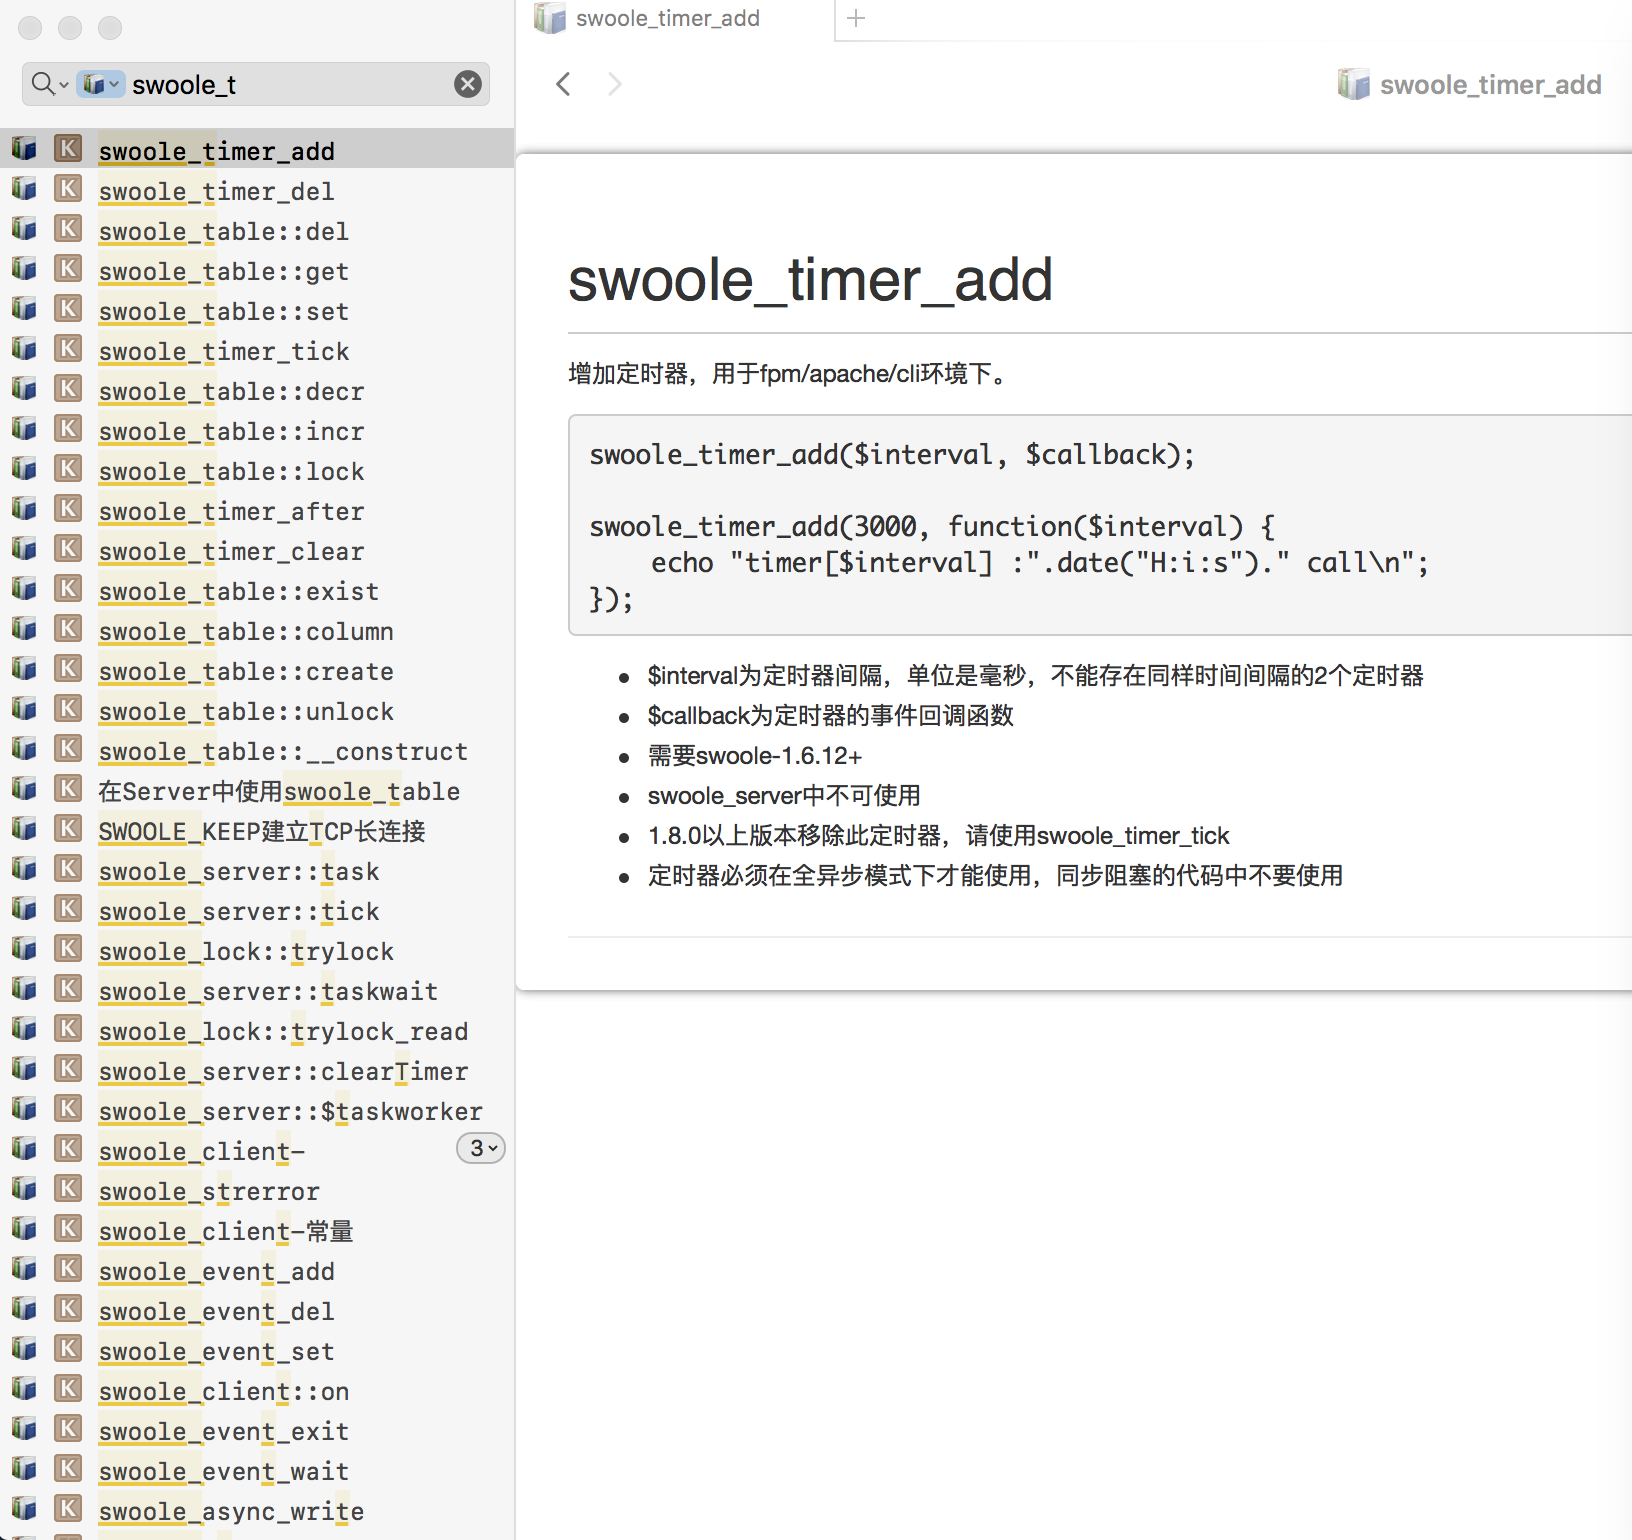 swoole_timer_add
swoole_t
swoole_timer_add
K swoole_timer_add
K swoole_timer_del
K swoole_table::del
K swoole_table::get
K swoole_table::set
K swoole_timer_tick
K swoole_table::decr
K swoole_table::incr
K swoole_table::lock
K swoole_timer_after
K swoole_timer_clear
K swoole_table::exist
K swoole_table::column
K swoole_table::create
K swoole_table::unlock
K swoole_table::__construct
K 在Server中使用swoole_table
K SWOOLE_KEEP建立TCP长连接
K swoole_server::task
K swoole_server::tick
K swoole_lock::trylock
K swoole_server::taskwait
K swoole_lock::trylock_read
K swoole_server::clearTimer
K swoole_server::$taskworker
K swoole_client- 3
K swoole_strerror
K swoole_client-常量
K swoole_event_add
K swoole_event_del
K swoole_event_set
K swoole_client::on
K swoole_event_exit
K swoole_event_wait
K swoole_async_write
swoole_timer_add
增加定时器，用于fpm/apache/cli环境下。
swoole_timer_add($interval, $callback);
swoole_timer_add(3000, function($interval) {
echo "timer[$interval] :".date("H:i:s")." call\n";
});
• $interval为定时器间隔，单位是毫秒，不能存在同样时间间隔的2个定时器
• $callback为定时器的事件回调函数
• 需要swoole-1.6.12+
• swoole_server中不可使用
• 1.8.0以上版本移除此定时器，请使用swoole_timer_tick
• 定时器必须在全异步模式下才能使用，同步阻塞的代码中不要使用